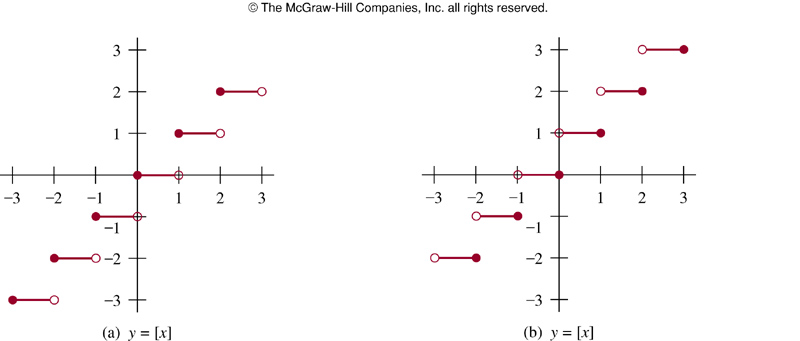 © The McGraw-Hill Companies, Inc. all rights reserved.
3
2
1
−3 −2 −1 1 2 3
−1
−2
−3
(a) y = [x]
3
2
1
−3 −2 −1 1 2 3
−1
−2
−3
(b) y = [x]